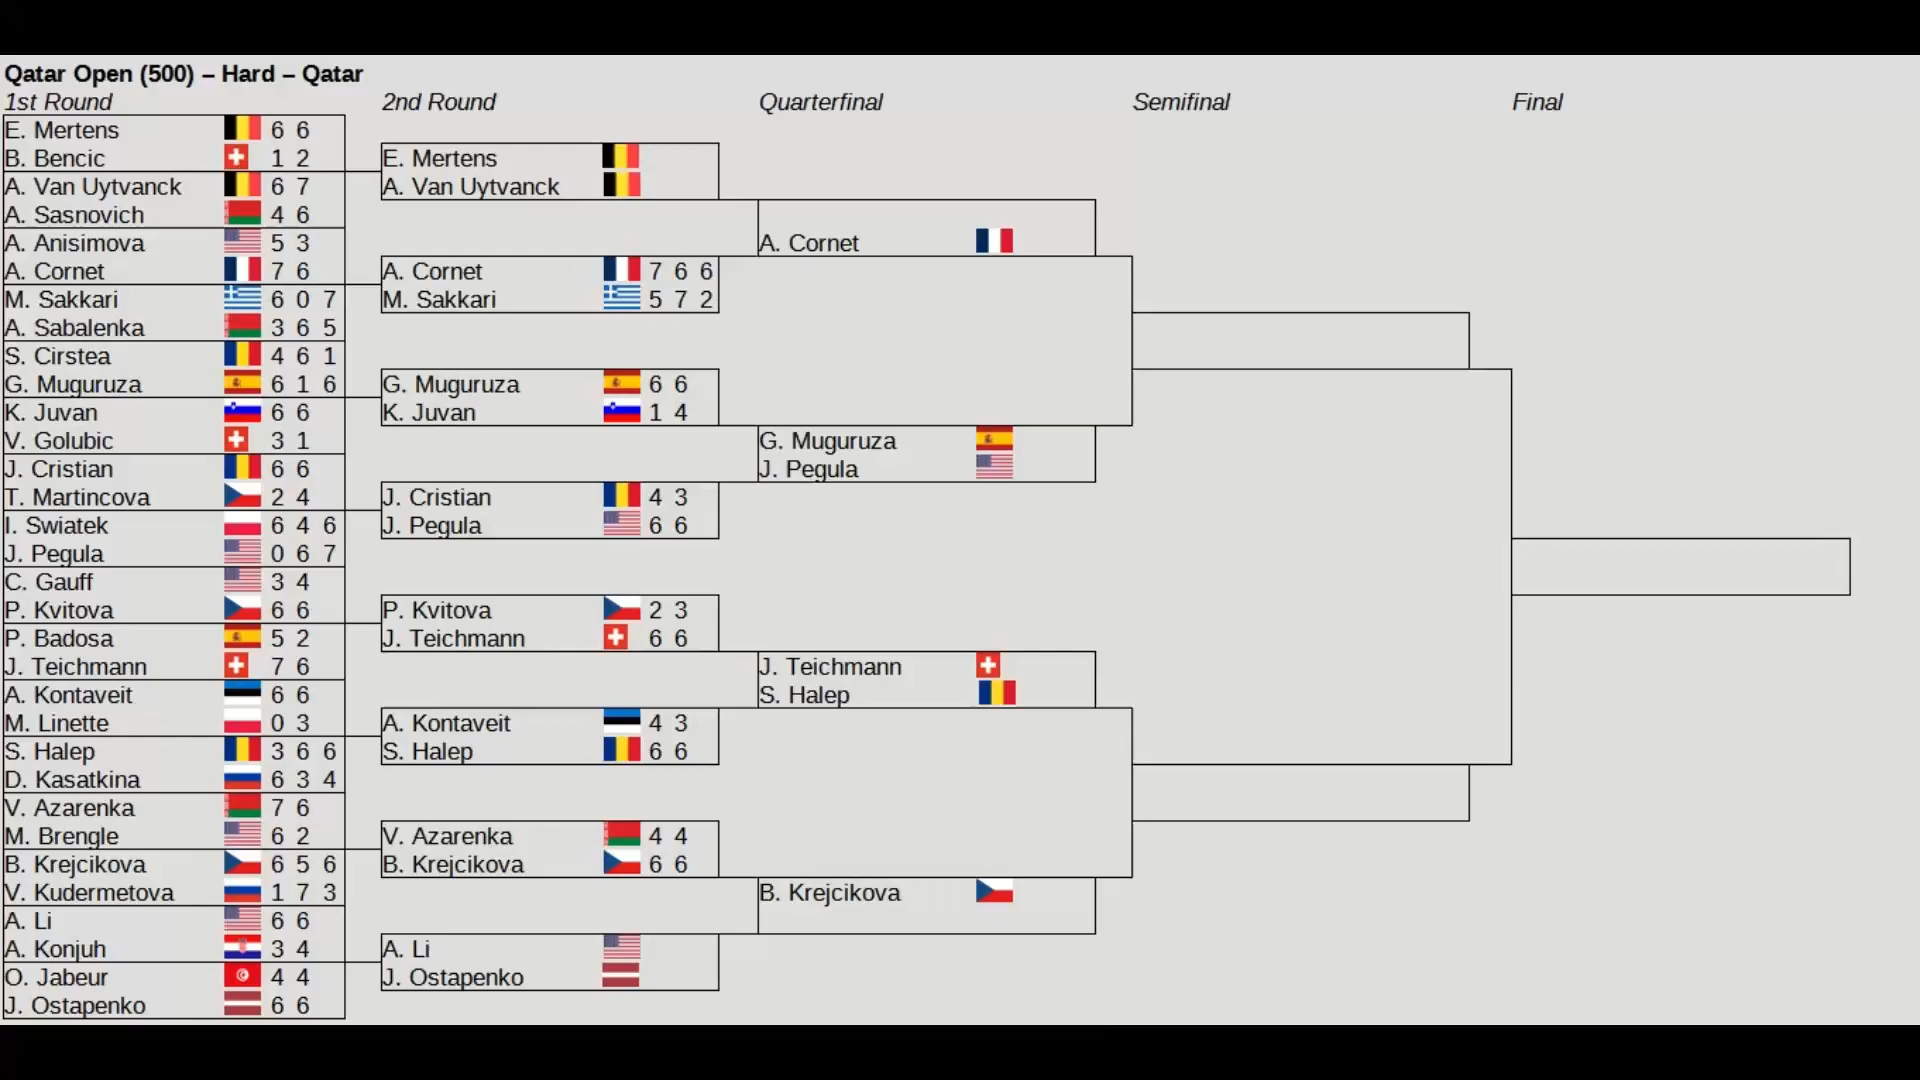 Qatar Open (500) – Hard – Qatar
1st Round
2nd Round
Quarterfinal
Semifinal
Final
E. Mertens 6 6
B. Bencic 1 2
A. Van Uytvanck 6 7
A. Sasnovich 4 6
A. Anisimova 5 3
A. Cornet 7 6
M. Sakkari 6 0 7
A. Sabalenka 3 6 5
S. Cirstea 4 6 1
G. Muguruza 6 1 6
K. Juvan 6 6
V. Golubic 3 1
J. Cristian 6 6
T. Martincova 2 4
I. Swiatek 6 4 6
J. Pegula 0 6 7
C. Gauff 3 4
P. Kvitova 6 6
P. Badosa 5 2
J. Teichmann 7 6
A. Kontaveit 6 6
M. Linette 0 3
S. Halep 3 6 6
D. Kasatkina 6 3 4
V. Azarenka 7 6
M. Brengle 6 2
B. Krejcikova 6 5 6
V. Kudermetova 1 7 3
A. Li 6 6
A. Konjuh 3 4
O. Jabeur 4 4
J. Ostapenko 6 6
E. Mertens
A. Van Uytvanck
A. Cornet 7 6 6
M. Sakkari 5 7 2
G. Muguruza 6 6
K. Juvan 1 4
J. Cristian 4 3
J. Pegula 6 6
P. Kvitova 2 3
J. Teichmann 6 6
A. Kontaveit 4 3
S. Halep 6 6
V. Azarenka 4 4
B. Krejcikova 6 6
A. Li
J. Ostapenko
A. Cornet
G. Muguruza
J. Pegula
J. Teichmann
S. Halep
B. Krejcikova